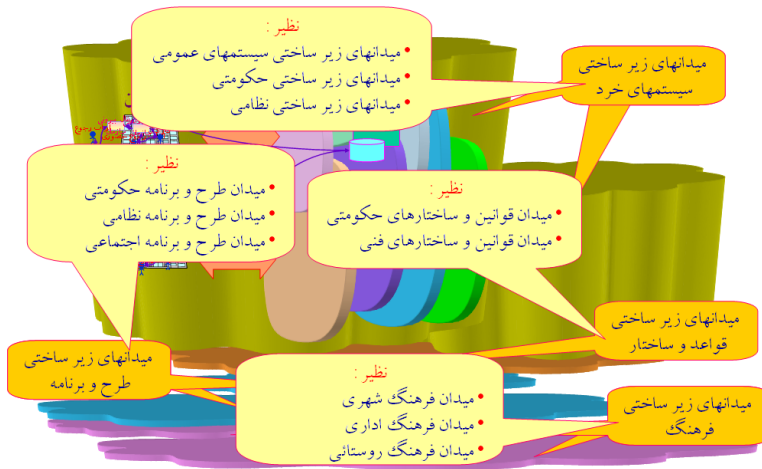 نظیر :
• میدانهای زیر ساختی سیستمهای عمومی
• میدانهای زیر ساختی حکومتی
• میدانهای زیر ساختی نظامی
میدانهای زیر ساختی
سیستمهای خرد
نظیر :
• میدان طرح و برنامه حکومتی
• میدان طرح و برنامه نظامی
• میدان طرح و برنامه اجتماعی
نظیر :
• میدان قوانین و ساختارهای حکومتی
• میدان قوانین و ساختارهای فنی
میدانهای زیر ساختی
قواعد و ساختار
میدانهای زیر ساختی
طرح و برنامه
نظیر :
• میدان فرهنگ شهری
• میدان فرهنگ اداری
• میدان فرهنگ روستائی
میدانهای زیر ساختی
فرهنگ